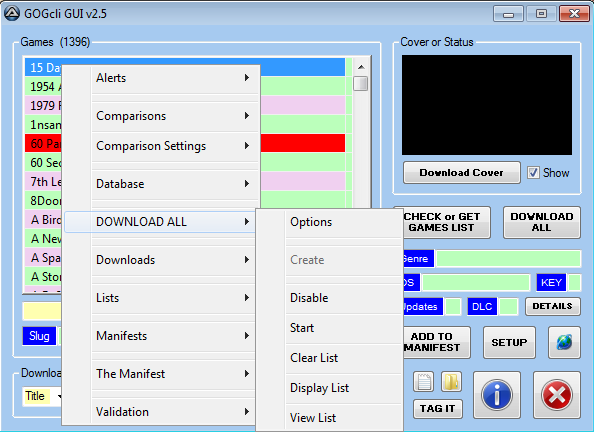 GOGcli GUI v2.5
Games (1396)
15 Da
1954 A
1979 R
1nsan
60 Par
60 Sec
7th Le
8Door
A Bird
A New
A Spa
A Stor
Slug
Downloa
Title
Alerts
Comparisons
Comparison Settings
Database
DOWNLOAD ALL
Downloads
Lists
Manifests
The Manifest
Validation
Options
Create
Disable
Start
Clear List
Display List
View List
Cover or Status
Download Cover
Show
CHECK or GET
GAMES LIST
DOWNLOAD
ALL
Genre
OS
KEY
Updates
DLC
DETAILS
ADD TO
MANIFEST
SETUP
TAG IT